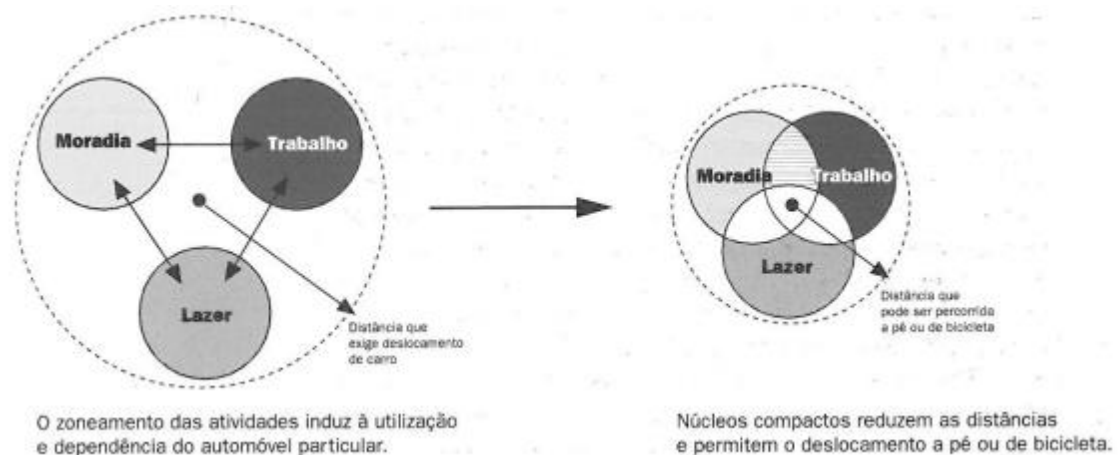 Moradia
Trabalho
Lazer
Distância que
exige deslocamento
de carro
O zoneamento das atividades induz à utilização
e dependência do automóvel particular.
Moradia
Trabalho
Lazer
Distância que
pode ser percorrida
a pé ou de bicicleta
Núcleos compactos reduzem as distâncias
e permitem o deslocamento a pé ou de bicicleta.